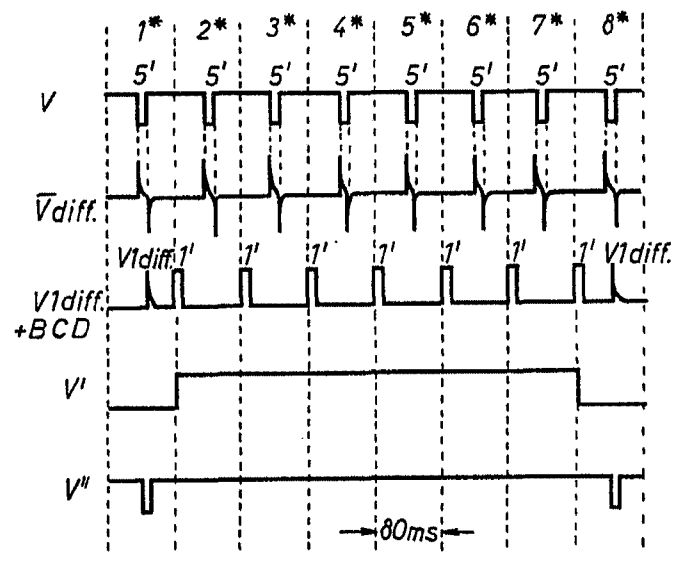 1* 2* 3* 4* 5* 6* 7* 8*
5' 5' 5' 5' 5' 5' 5' 5'
V
V̅diff.
V1diff. 1' 1' 1' 1' 1' 1' 1' V1diff.
V1diff.
+BCD
V'
V"
80ms